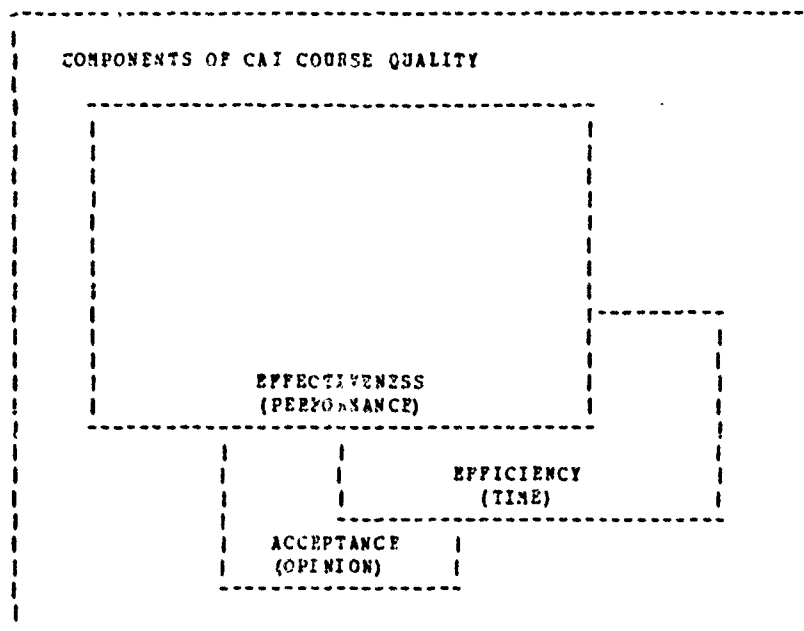 COMPONENTS OF CAI COURSE QUALITY
EFFECTIVENESS
(PERFORMANCE)
EFFICIENCY
(TIME)
ACCEPTANCE
(OPINION)